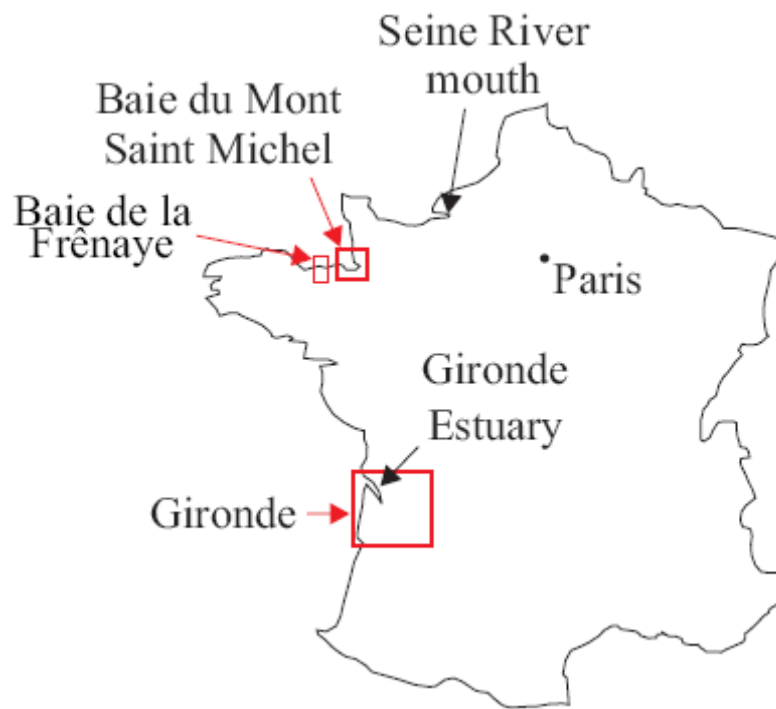 Seine River
mouth
Baie du Mont
Saint Michel
Baie de la
Frênaye
Paris
Gironde
Estuary
Gironde